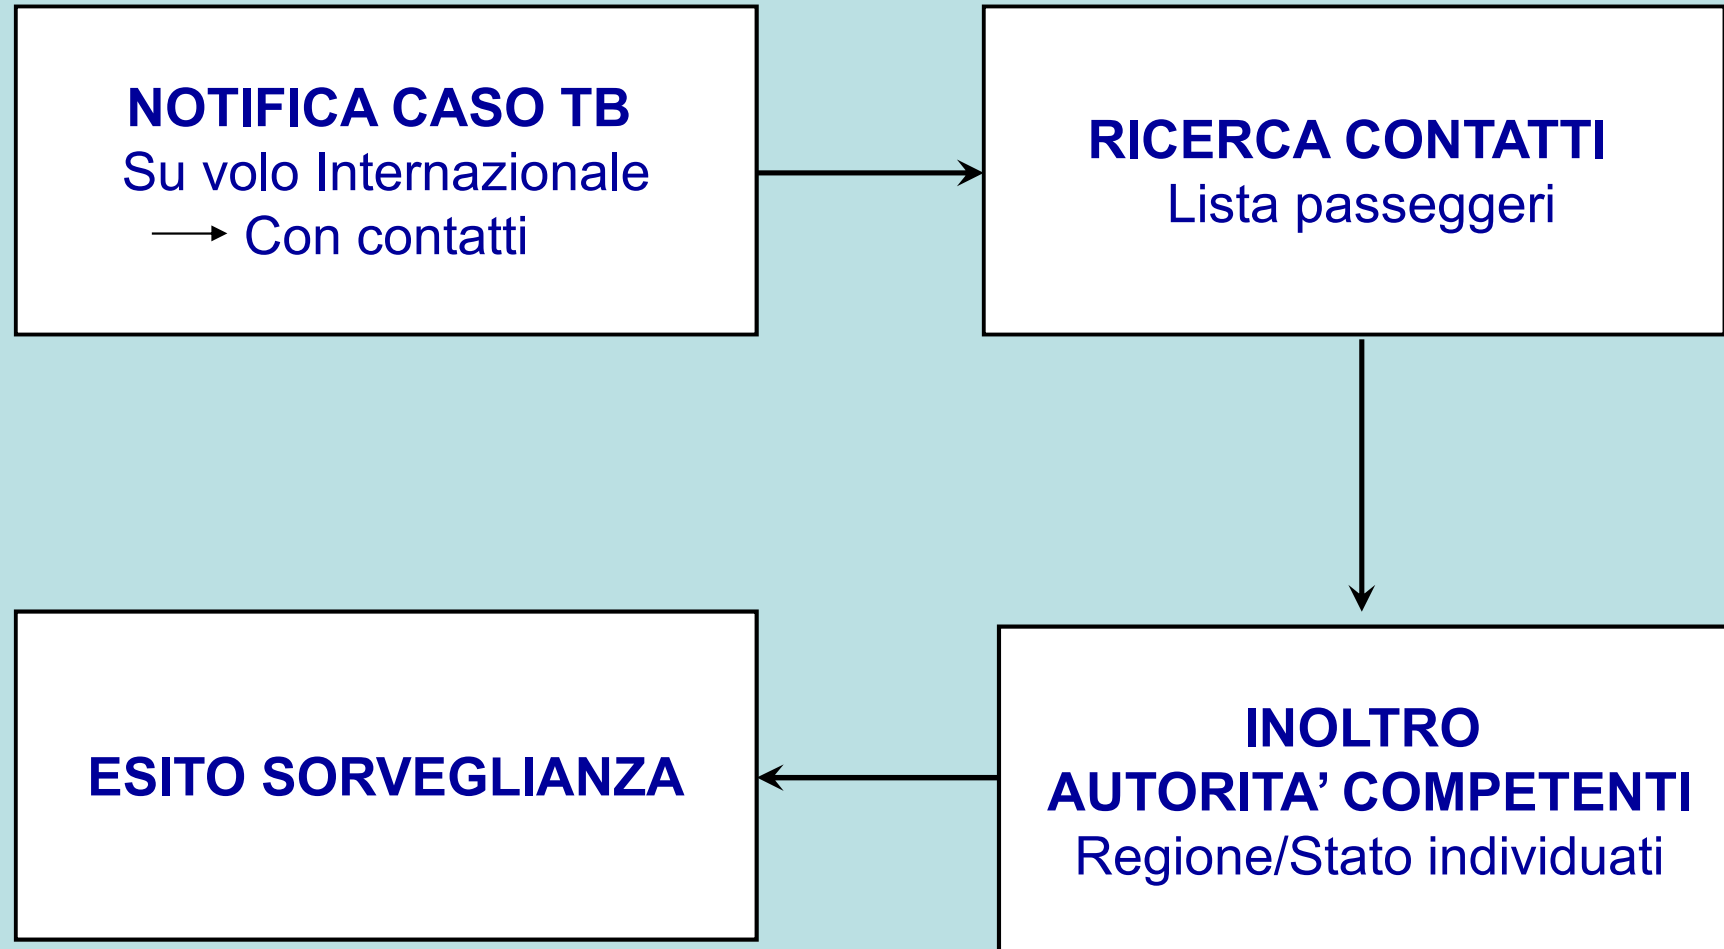 NOTIFICA CASO TB
Su volo Internazionale
Con contatti
RICERCA CONTATTI
Lista passeggeri
INOLTRO
AUTORITA’ COMPETENTI
Regione/Stato individuati
ESITO SORVEGLIANZA